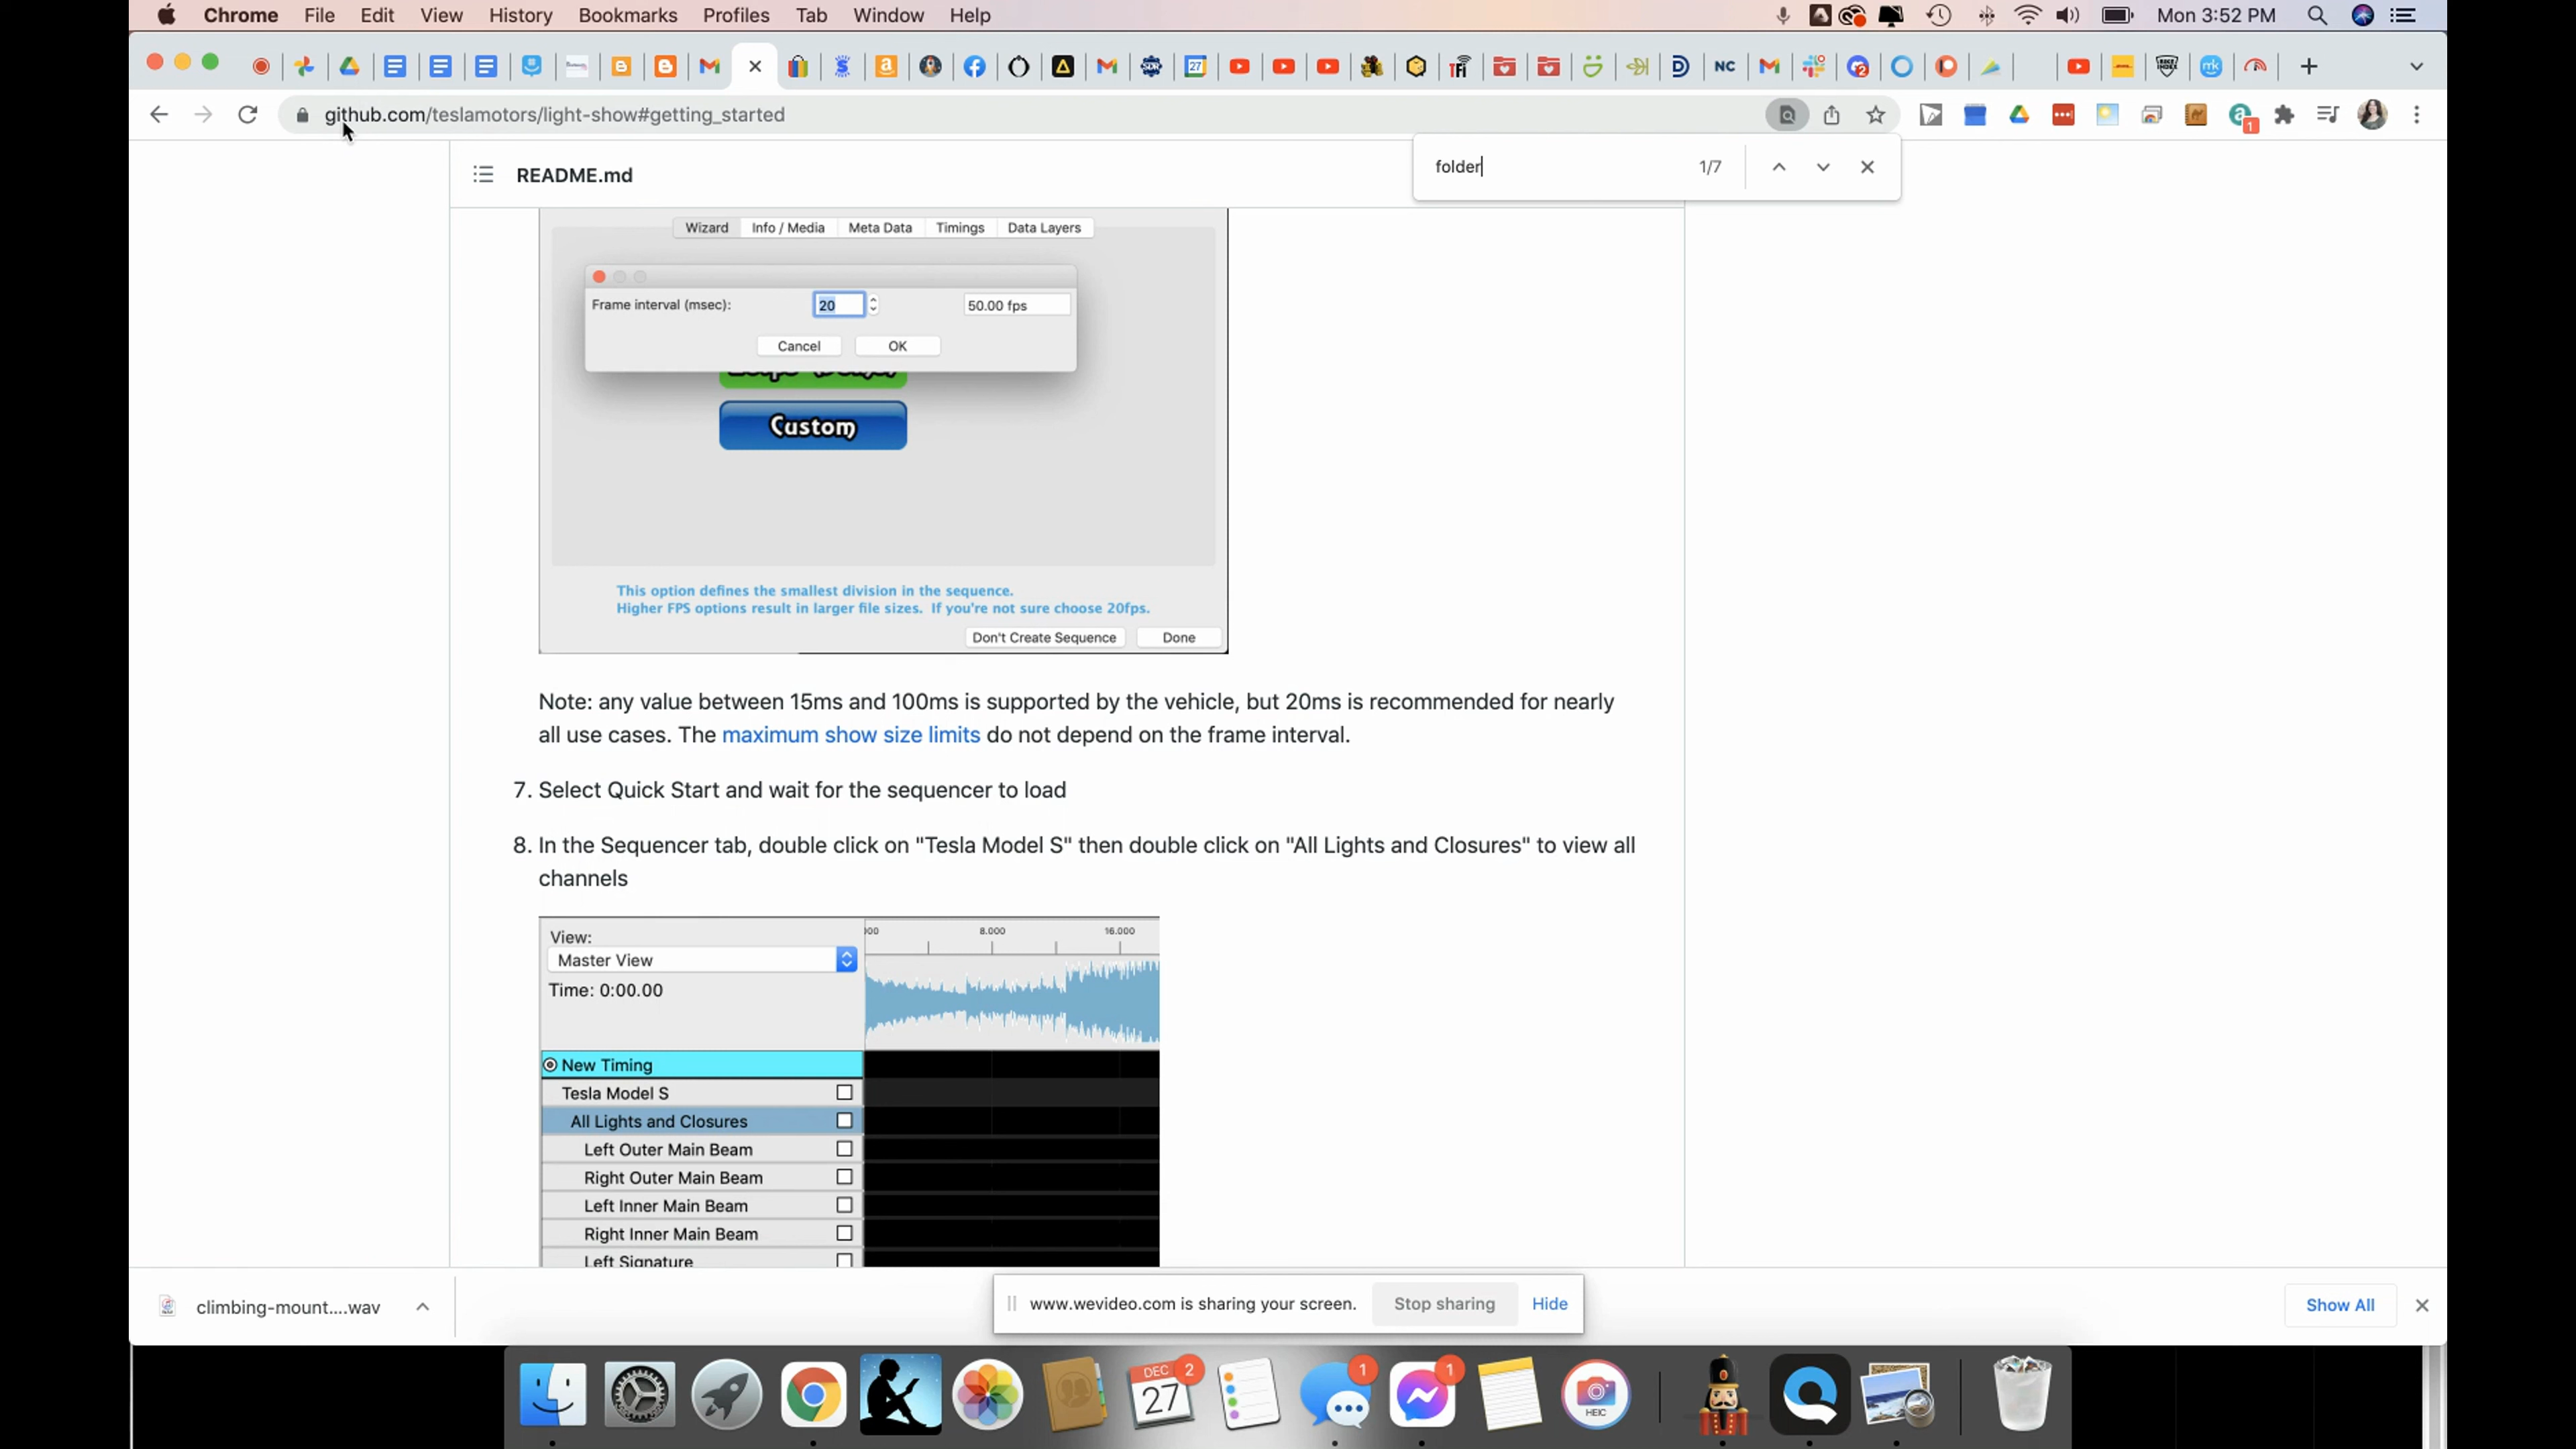 Chrome File Edit View History Bookmarks Profiles Tab Window Help Mon 3:52 PM
27 NC 2
github.com/teslamotors/light-show#getting_started 1
README.md
folder 1/7
Wizard Info / Media Meta Data Timings Data Layers
Frame interval (msec): 20 50.00 fps
Cancel OK
Custom
This option defines the smallest division in the sequence.
Higher FPS options result in larger file sizes. If you're not sure choose 20fps.
Don't Create Sequence Done
Note: any value between 15ms and 100ms is supported by the vehicle, but 20ms is recommended for nearly
all use cases. The maximum show size limits do not depend on the frame interval.
7. Select Quick Start and wait for the sequencer to load
8. In the Sequencer tab, double click on "Tesla Model S" then double click on "All Lights and Closures" to view all
channels
View: 8.000 16.000
Master View
Time: 0:00.00
New Timing
Tesla Model S
All Lights and Closures
Left Outer Main Beam
Right Outer Main Beam
Left Inner Main Beam
Right Inner Main Beam
Left Signature
climbing-mount....wav www.wevideo.com is sharing your screen. Stop sharing Hide Show All
DEC 2 1 1
27
HEIC